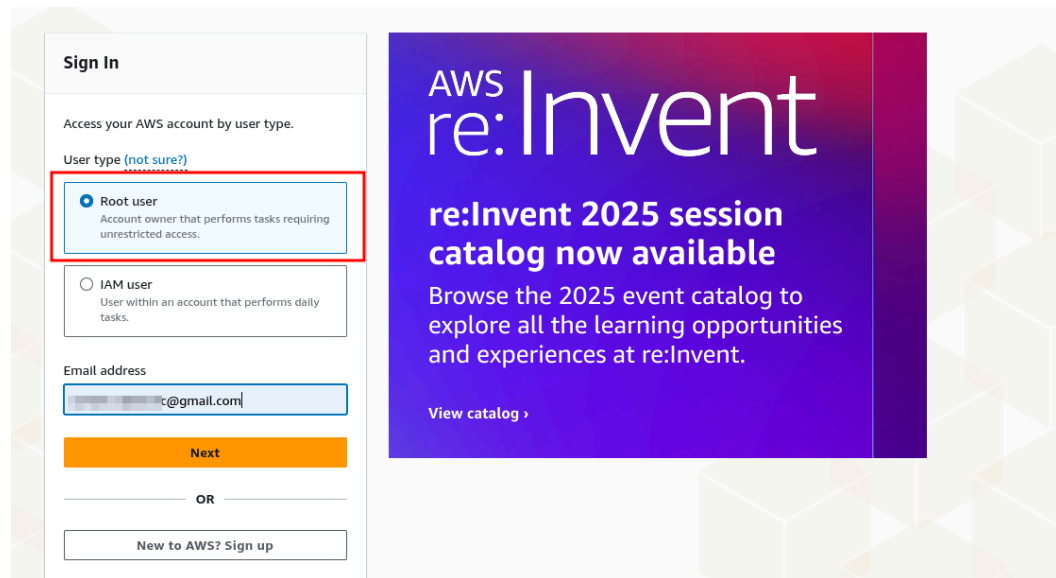 Sign In
Access your AWS account by user type.
User type (not sure?)
Root user
Account owner that performs tasks requiring
unrestricted access.
IAM user
User within an account that performs daily
tasks.
Email address
c@gmail.com
Next
OR
New to AWS? Sign up
AWS
re:Invent
re:Invent 2025 session
catalog now available
Browse the 2025 event catalog to
explore all the learning opportunities
and experiences at re:Invent.
View catalog ›